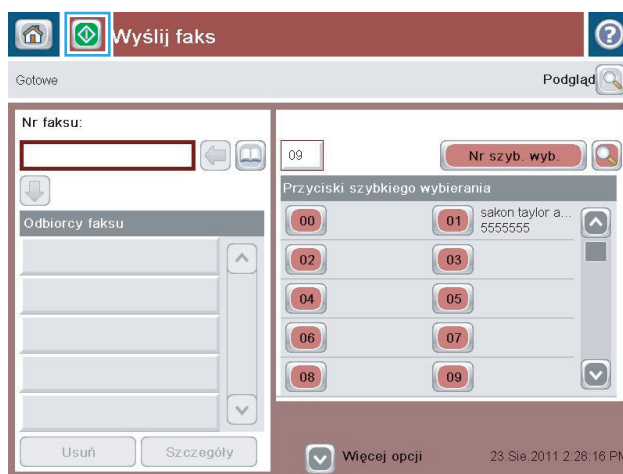 Wyślij faks
Gotowe
Podgląd
Nr faksu:
09
Nr szyb. wyb.
Przyciski szybkiego wybierania
Odbiorcy faksu
00
01
sakon taylor a...
5555555
02
03
04
05
06
07
08
09
Usuń
Szczegóły
Więcej opcji
23.Sie.2011 2:28:16 PM